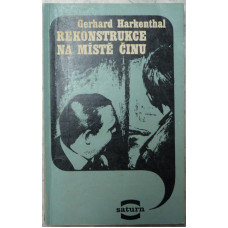 Gerhard Harkenthal
REKONSTRUKCE
NA MÍSTĚ ČINU
saturn